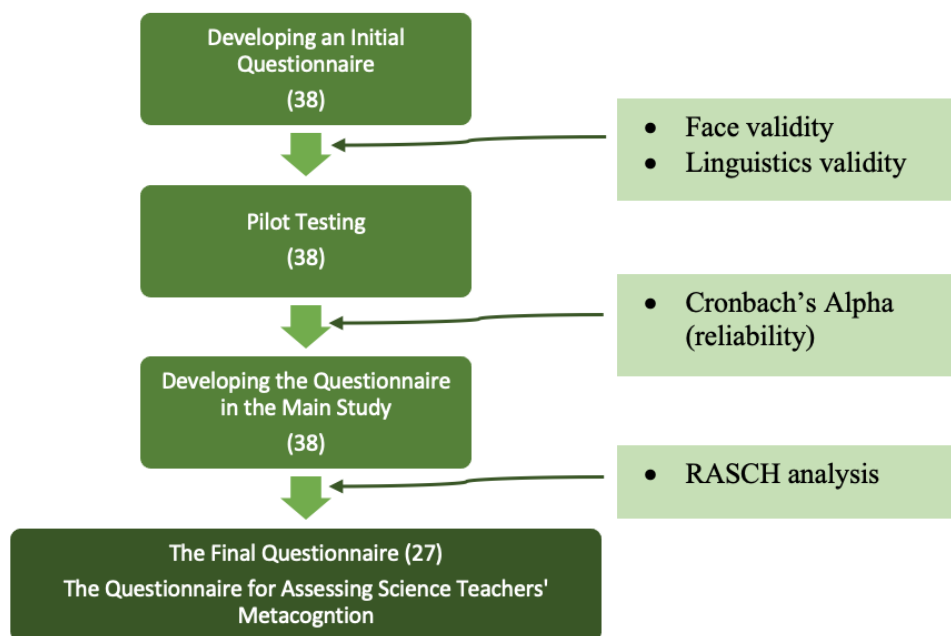 Developing an Initial
Questionnaire
(38)
• Face validity
• Linguistics validity
Pilot Testing
(38)
• Cronbach’s Alpha
(reliability)
Developing the Questionnaire
in the Main Study
(38)
• RASCH analysis
The Final Questionnaire (27)
The Questionnaire for Assessing Science Teachers'
Metacogntion